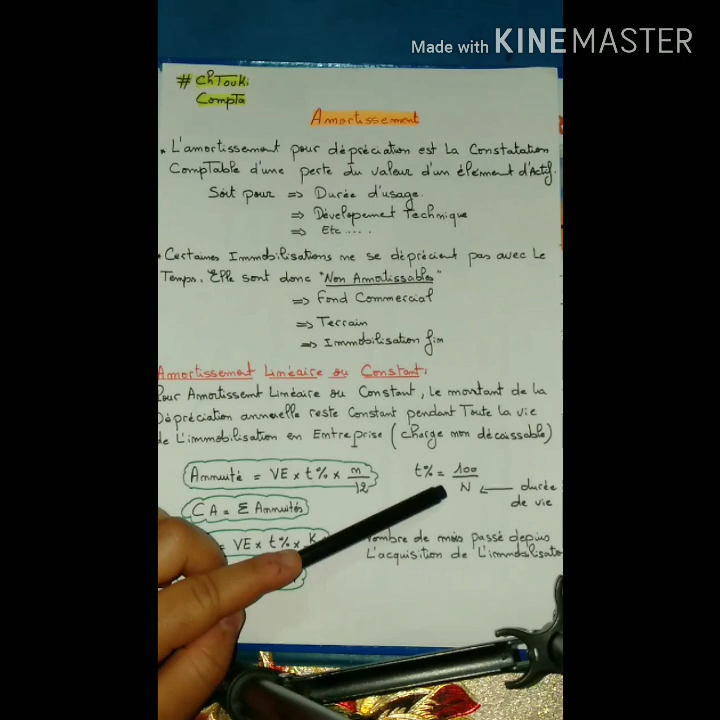 Made with KINEMASTER
# ChTouki
Compta
Amortissement
• L'amortissement pour dépréciation est La Constatation
CompTable d'une perte du valeur d'un élément d'Actif.
Soit pour => Durée d'usage.
=> Dévelopement Technique
=> Etc.....
• Certaines Immobilisations ne se déprécient pas avec Le
Temps. Elle sont donc "Non Amortissables"
=> Fond Commercial
=> Terrain
=> Immobilisation fin
Amortissement Linéaire ou Constant.
Pour Amortissemt Linéaire ou Constant, Le montant de La
Dépréciation annuelle reste Constant pendant Toute la vie
de L'immobilisation en Entreprise (charge non décaissable)
Annuité = VE x t% x m/12
t% = 100/N ← durée
de vie
CA = Σ Annuités
= VE x t% x K
Nombre de mois passé depuis
L'acquisition de L'immobilisatio